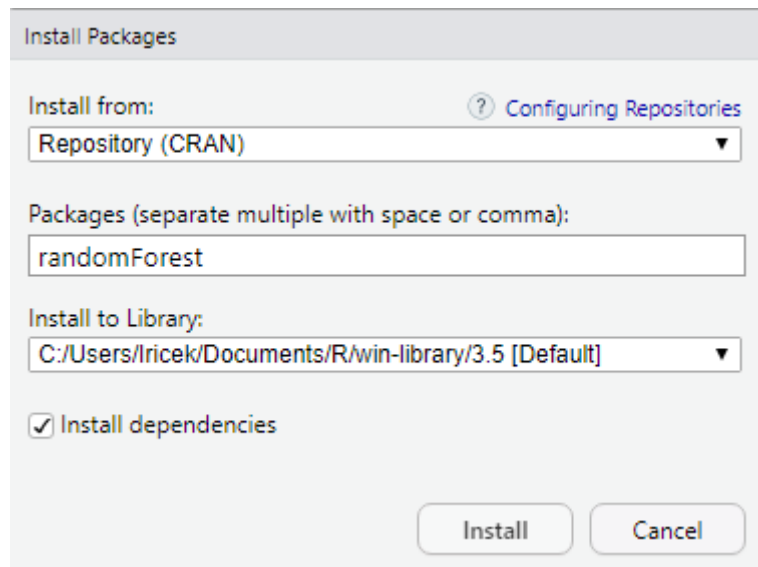 Install Packages
Install from:
? Configuring Repositories
Repository (CRAN)
Packages (separate multiple with space or comma):
randomForest
Install to Library:
C:/Users/Iricek/Documents/R/win-library/3.5 [Default]
Install dependencies
Install
Cancel